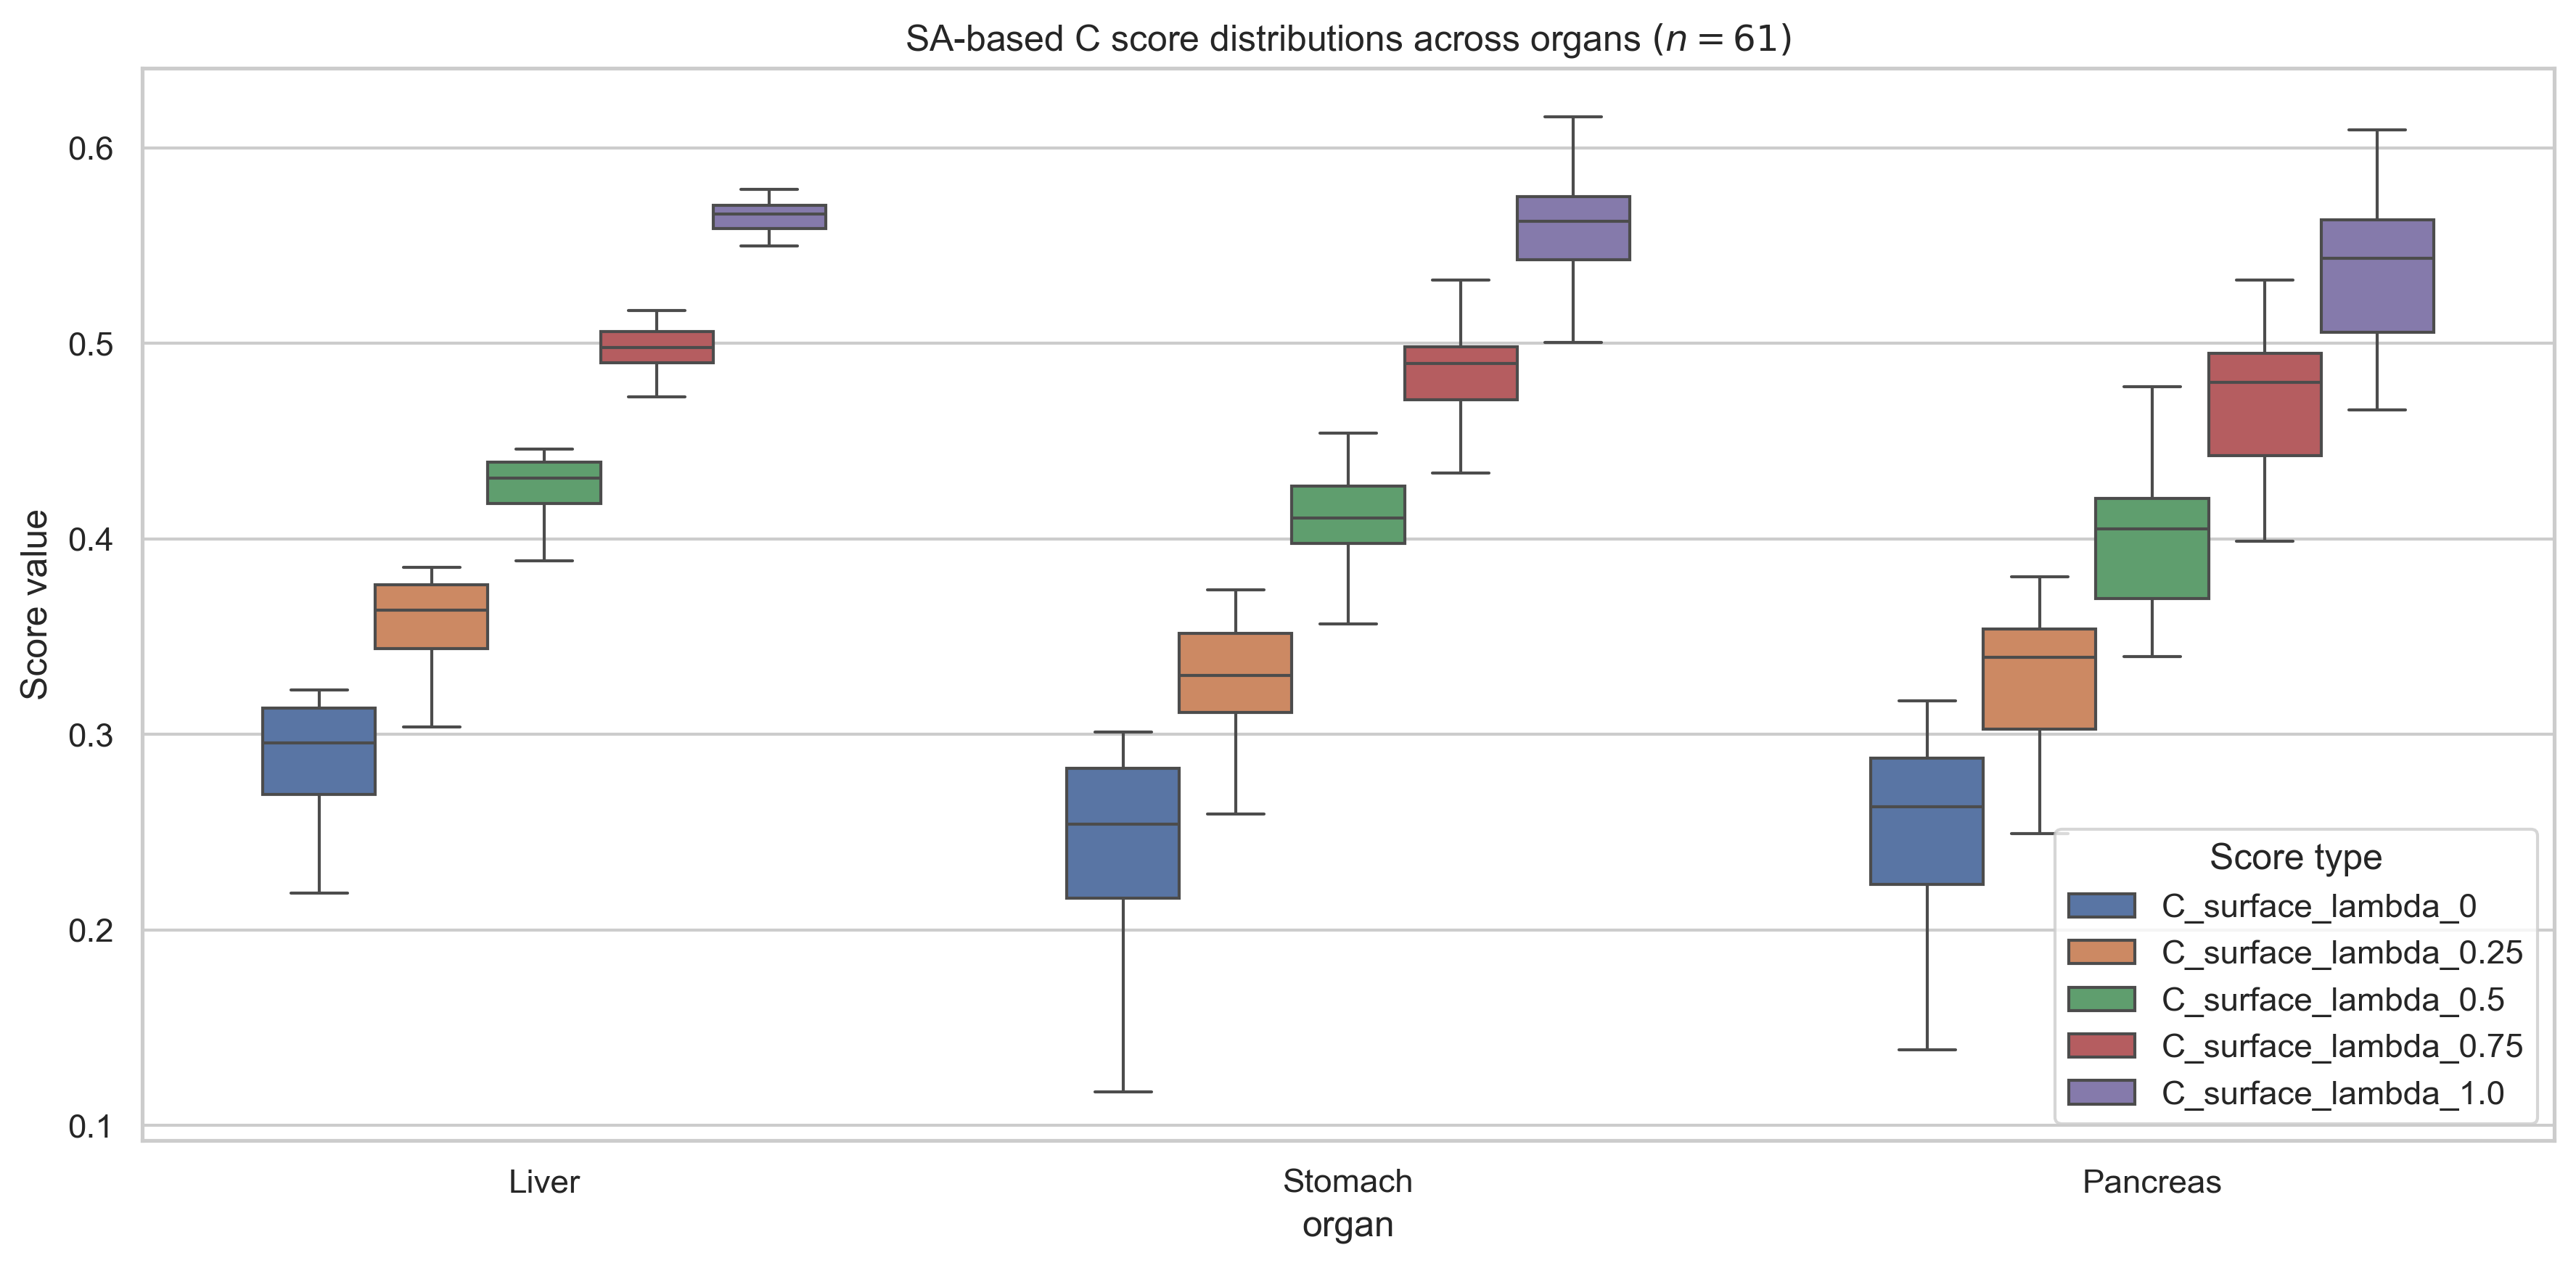 SA-based C score distributions across organs (n = 61)
Score value
0.6
0.5
0.4
0.3
0.2
0.1
Liver
Stomach
Pancreas
organ
Score type
C_surface_lambda_0
C_surface_lambda_0.25
C_surface_lambda_0.5
C_surface_lambda_0.75
C_surface_lambda_1.0